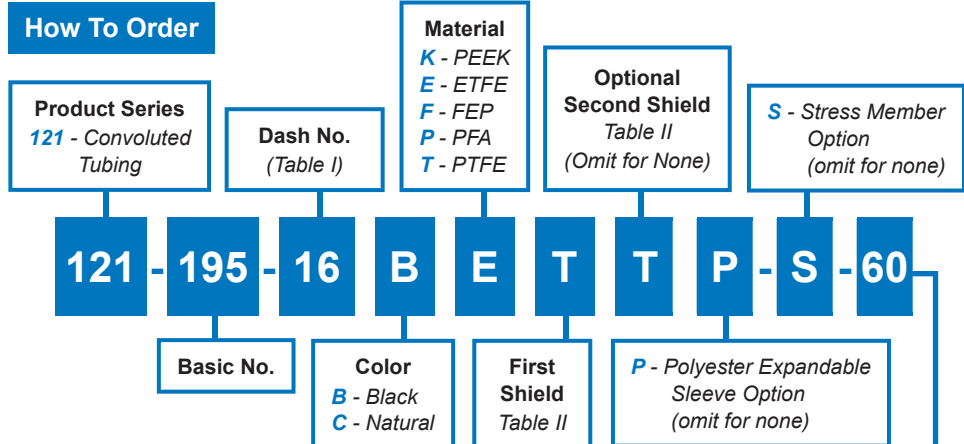 How To Order
Product Series
121 - Convoluted
Tubing
Dash No.
(Table I)
Material
K - PEEK
E - ETFE
F - FEP
P - PFA
T - PTFE
Optional
Second Shield
Table II
(Omit for None)
S - Stress Member
Option
(omit for none)
121 - 195 - 16 B E T T P - S - 60
Basic No.
Color
B - Black
C - Natural
First
Shield
Table II
P - Polyester Expandable
Sleeve Option
(omit for none)